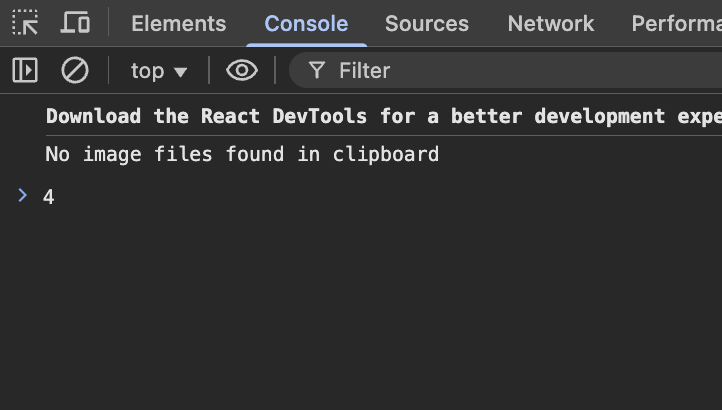 Elements Console Sources Network Performa
top Filter
Download the React DevTools for a better development expe
No image files found in clipboard
> 4